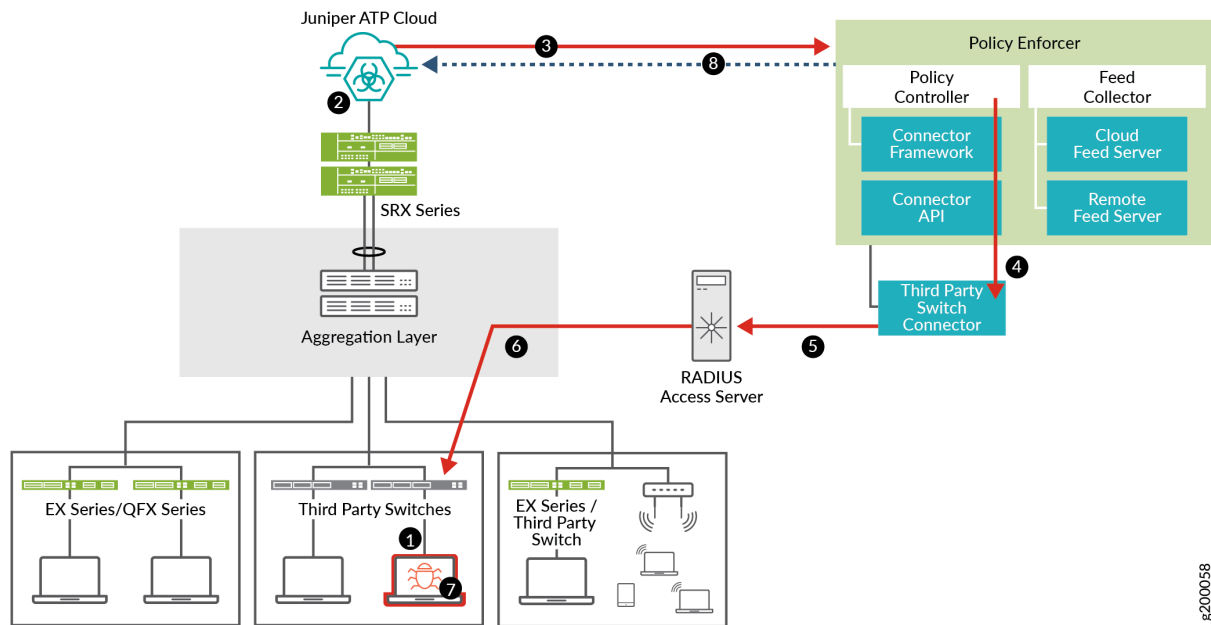 Juniper ATP Cloud
3
8
2
Policy Enforcer
Policy
Controller
Feed
Collector
Connector
Framework
Cloud
Feed Server
Connector
API
Remote
Feed Server
SRX Series
4
Third Party
Switch
Connector
Aggregation Layer
6
5
RADIUS
Access Server
EX Series/QFX Series
Third Party Switches
1
7
EX Series /
Third Party
Switch
g200058